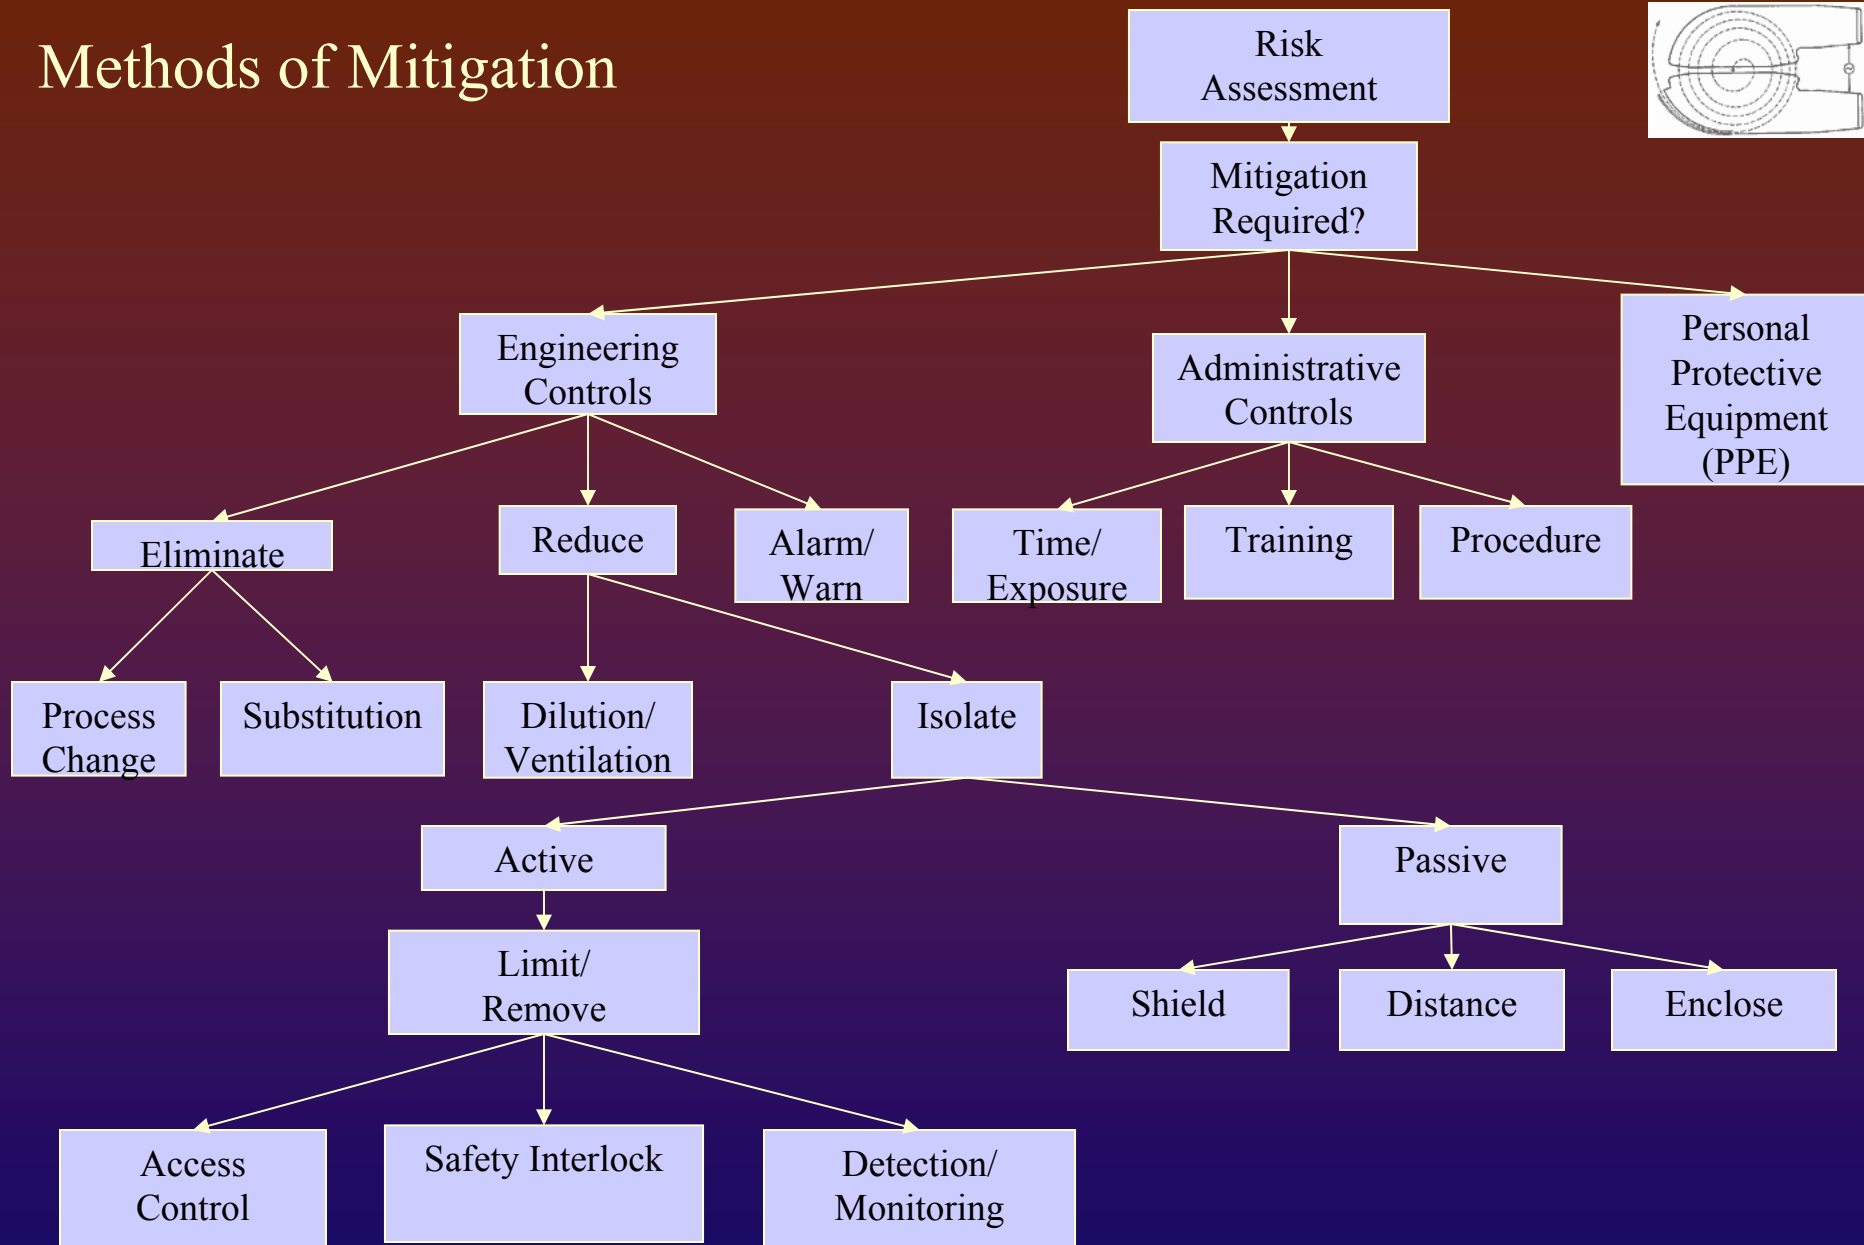 Methods of Mitigation
Risk
Assessment
Mitigation
Required?
Engineering
Controls
Administrative
Controls
Personal
Protective
Equipment
(PPE)
Eliminate
Reduce
Alarm/
Warn
Time/
Exposure
Training
Procedure
Process
Change
Substitution
Dilution/
Ventilation
Isolate
Active
Passive
Limit/
Remove
Shield
Distance
Enclose
Access
Control
Safety Interlock
Detection/
Monitoring